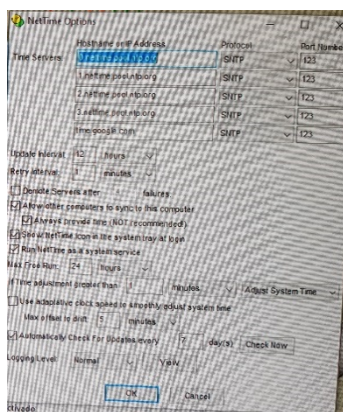 NetTime Options
Hostname or IP Address Protocol Port Numbe
Time Servers: 0.nettime.pool.ntp.org SNTP 123
1.nettime.pool.ntp.org SNTP 123
2.nettime.pool.ntp.org SNTP 123
3.nettime.pool.ntp.org SNTP 123
time.google.com SNTP 123
Update Interval: 12 hours
Retry Interval: 1 minutes
Demote Servers after failures.
Allow other computers to sync to this computer
Always provide time (NOT recommended)
Show NetTime icon in the system tray at login
Run NetTime as a system service
Max Free Run: 24 hours
If Time adjustment greater than: 1 minutes Adjust System Time
Use adaptive clock speed to smoothly adjust system time
Max offset to drift: 5 minutes
Automatically Check For Updates every 7 day(s) Check Now
Logging Level: Normal View
OK Cancel
ctivade